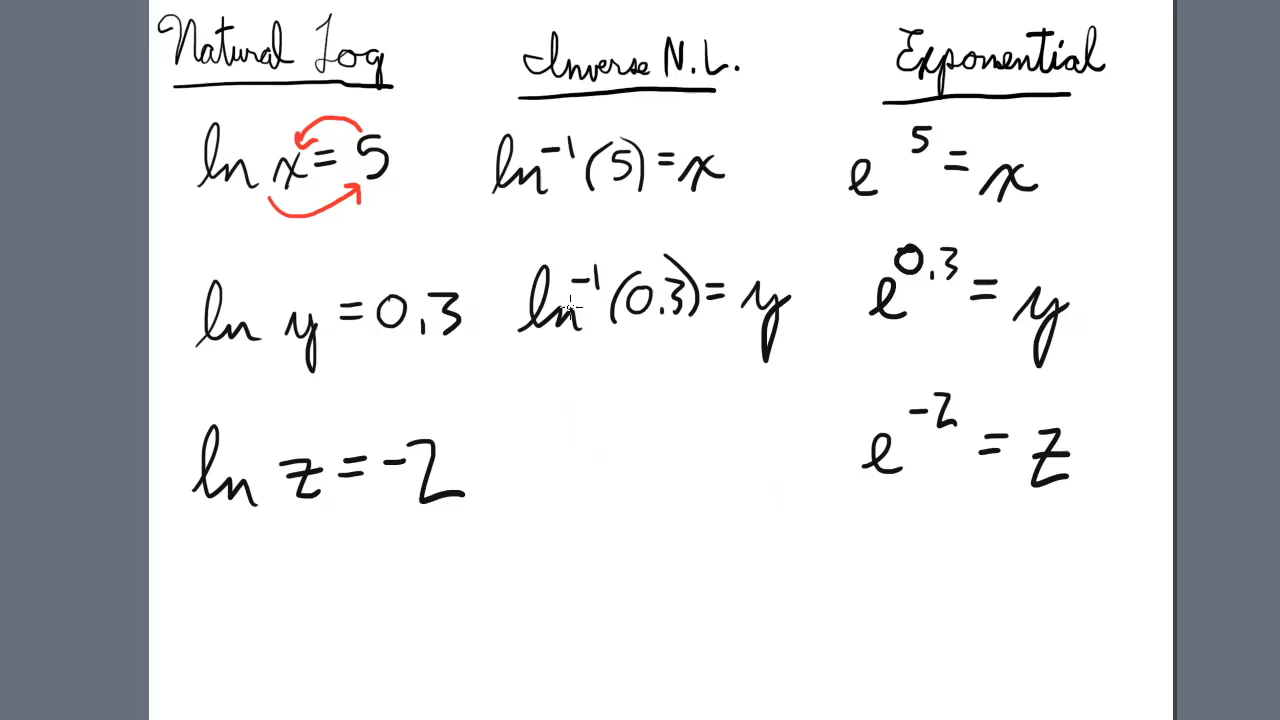 Natural Log Inverse N.L. Exponential
ln x = 5 ln⁻¹(5) = x e⁵ = x
ln y = 0.3 ln⁻¹(0.3) = y e⁰·³ = y
ln z = -2 e⁻² = z